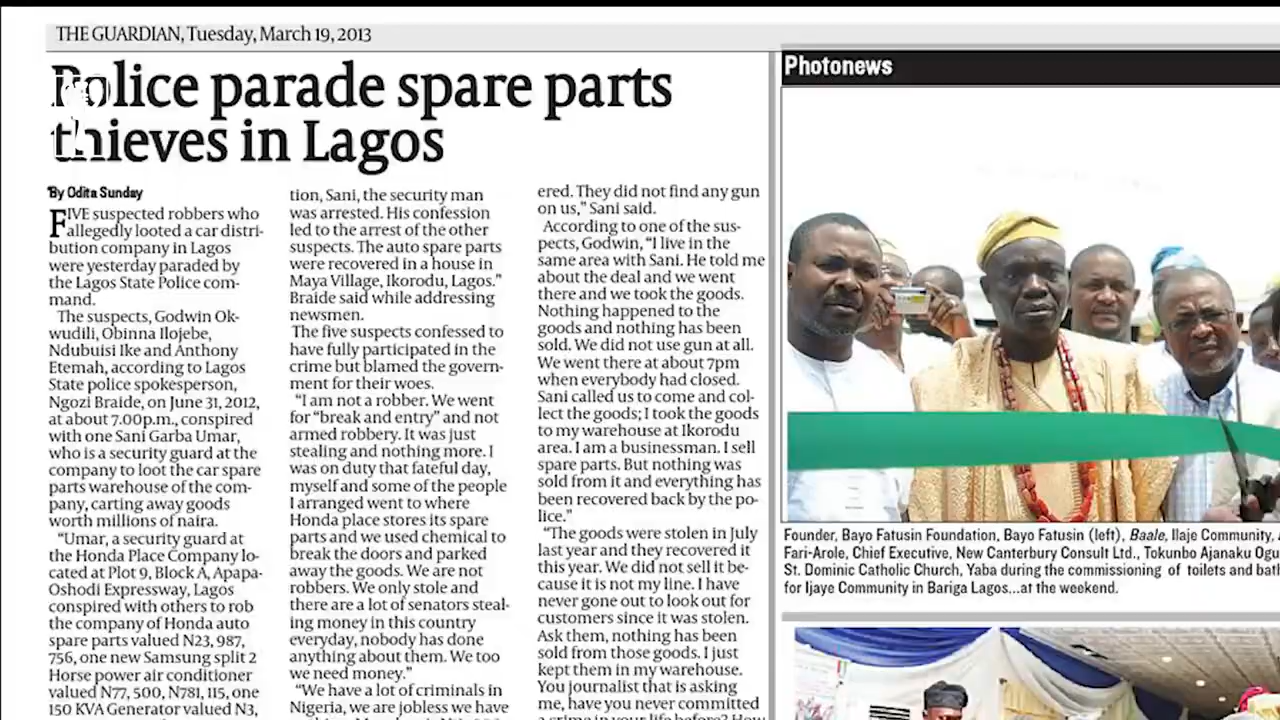 THE GUARDIAN, Tuesday, March 19, 2013
Police parade spare parts
thieves in Lagos
By Odita Sunday
FIVE suspected robbers who
allegedly looted a car distri-
bution company in Lagos
were yesterday paraded by
the Lagos State Police com-
mand.
The suspects, Godwin Ok-
wudili, Obinna Ilojebe,
Ndubuisi Ike and Anthony
Etemah, according to Lagos
State police spokesperson,
Ngozi Braide, on June 31, 2012,
at about 7.00p.m., conspired
with one Sani Garba Umar,
who is a security guard at the
company to loot the car spare
parts warehouse of the com-
pany, carting away goods
worth millions of naira.
“Umar, a security guard at
the Honda Place Company lo-
cated at Plot 9, Block A, Apapa-
Oshodi Expressway, Lagos
conspired with others to rob
the company of Honda auto
spare parts valued N23, 987,
756, one new Samsung split 2
Horse power air conditioner
valued N77, 500, N781, 115, one
150 KVA Generator valued N3,
tion, Sani, the security man
was arrested. His confession
led to the arrest of the other
suspects. The auto spare parts
were recovered in a house in
Maya Village, Ikorodu, Lagos.”
Braide said while addressing
newsmen.
The five suspects confessed to
have fully participated in the
crime but blamed the govern-
ment for their woes.
“I am not a robber. We went
for “break and entry” and not
armed robbery. It was just
stealing and nothing more. I
was on duty that fateful day,
myself and some of the people
I arranged went to where
Honda place stores its spare
parts and we used chemical to
break the doors and parked
away the goods. We are not
robbers. We only stole and
there are a lot of senators steal-
ing money in this country
everyday, nobody has done
anything about them. We too
we need money.”
“We have a lot of criminals in
Nigeria, we are jobless we have
ered. They did not find any gun
on us,” Sani said.
According to one of the sus-
pects, Godwin, “I live in the
same area with Sani. He told me
about the deal and we went
there and we took the goods.
Nothing happened to the
goods and nothing has been
sold. We did not use gun at all.
We went there at about 7pm
when everybody had closed.
Sani called us to come and col-
lect the goods; I took the goods
to my warehouse at Ikorodu
area. I am a businessman. I sell
spare parts. But nothing was
sold from it and everything has
been recovered back by the po-
lice.”
“The goods were stolen in July
last year and they recovered it
this year. We did not sell it be-
cause it is not my line. I have
never gone out to look out for
customers since it was stolen.
Ask them, nothing has been
sold from those goods. I just
kept them in my warehouse.
You journalist that is asking
me, have you never committed
a crime in your life before? How
Photonews
Founder, Bayo Fatusin Foundation, Bayo Fatusin (left), Baale, Ilaje Community,
Fari-Arole, Chief Executive, New Canterbury Consult Ltd., Tokunbo Ajanaku Ogu
St. Dominic Catholic Church, Yaba during the commissioning of toilets and bath
for Ijaye Community in Bariga Lagos...at the weekend.